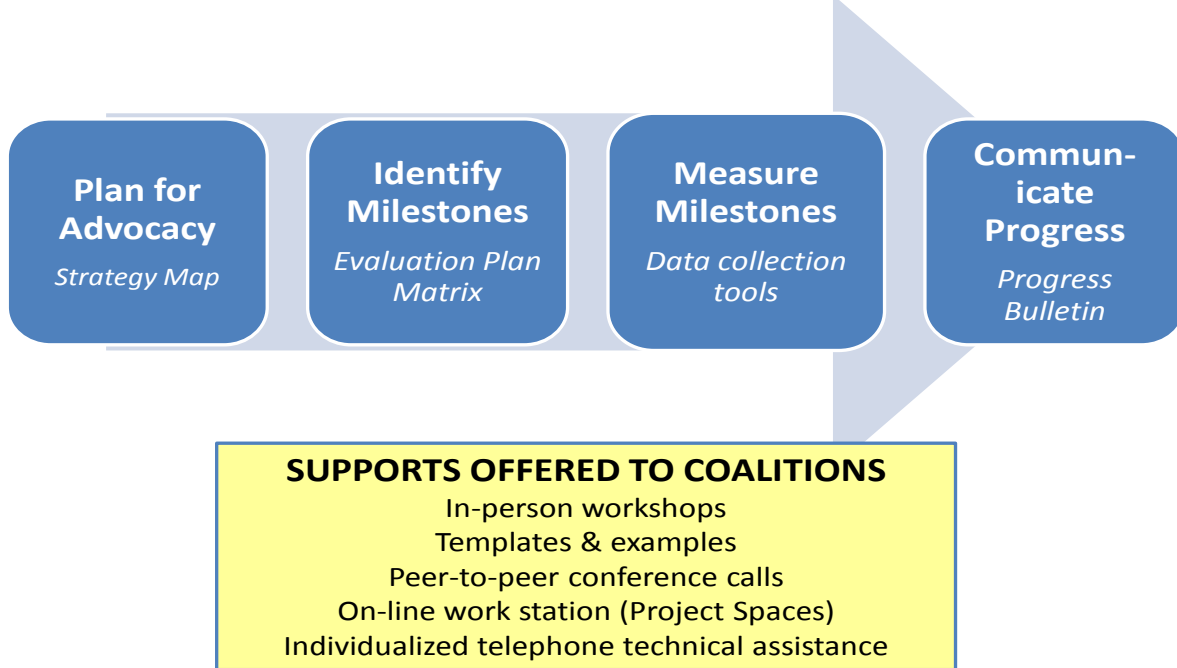 Plan for
Advocacy
Strategy Map
Identify
Milestones
Evaluation Plan
Matrix
Measure
Milestones
Data collection
tools
Commun-
icate
Progress
Progress
Bulletin
SUPPORTS OFFERED TO COALITIONS
In-person workshops
Templates & examples
Peer-to-peer conference calls
On-line work station (Project Spaces)
Individualized telephone technical assistance